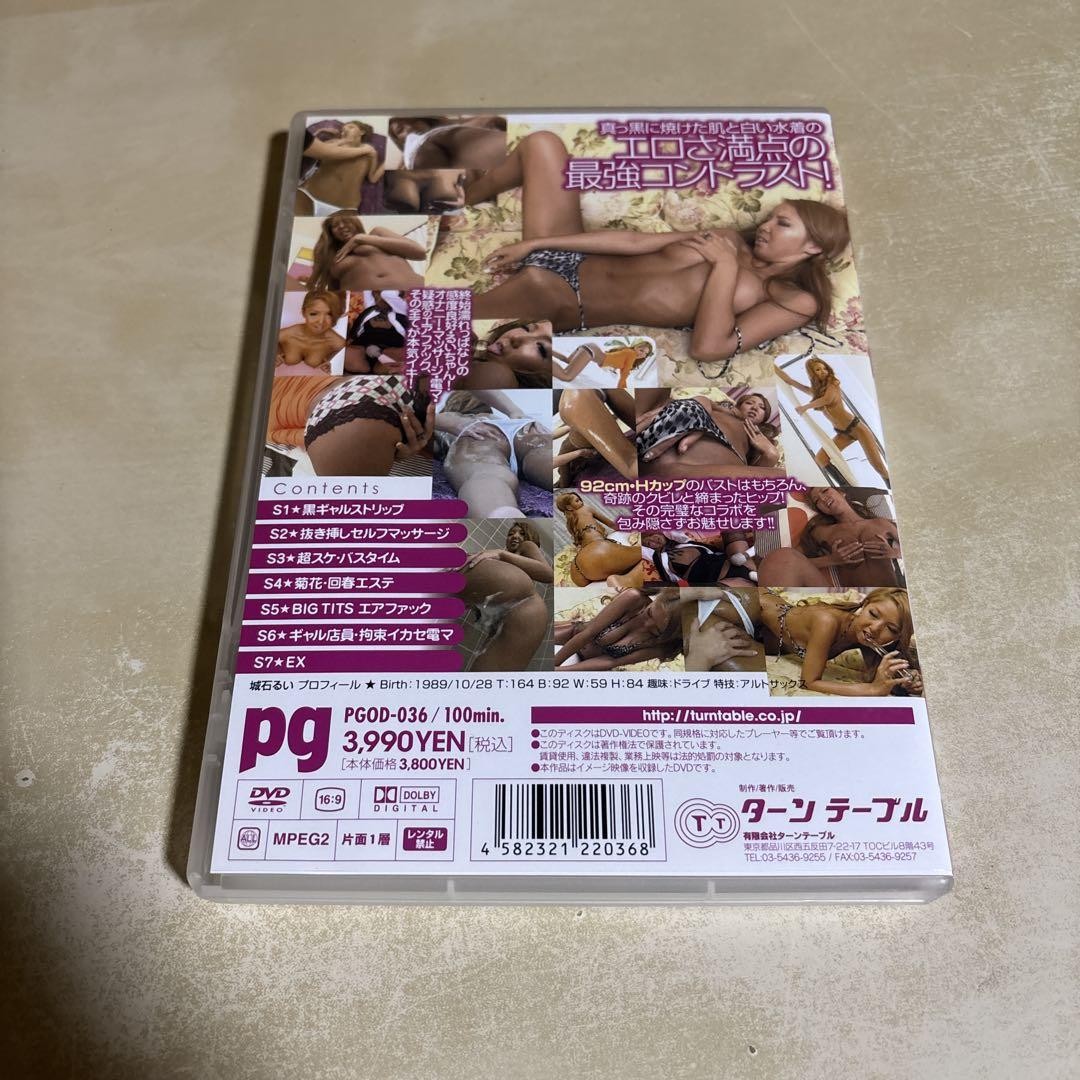 真っ黒に焼けた肌と白い水着の
エロさ満点の
最強コントラスト!
終始濡れっぱなしの
感度良好・るいちゃん!
オナニー・マッサージ・電マ・
疑惑のエアファック、
その全てが本気イキ!
92cm・Hカップのバストはもちろん、
奇跡のクビレと締まったヒップ!
その完璧なコラボを
包み隠さずお魅せします!!
Contents
S1★黒ギャルストリップ
S2★抜き挿しセルフマッサージ
S3★超スケ・バスタイム
S4★菊花・回春エステ
S5★BIG TITS エアファック
S6★ギャル店員・拘束イカセ電マ
S7★EX
城石るい プロフィール ★ Birth：1989/10/28 T：164 B：92 W：59 H：84 趣味：ドライブ 特技：アルトサックス
pg
PGOD-036 / 100min.
3,990YEN[税込]
[本体価格 3,800YEN]
http://turntable.co.jp/
●このディスクはDVD-VIDEOです。同規格に対応したプレーヤー等でご覧頂けます。
●このディスクは著作権法で保護されています。
賃貸使用、違法複製、業務上映等は法的処罰の対象となります。
●本作品はイメージ映像を収録したDVDです。
DVD VIDEO
16:9
DOLBY DIGITAL
ALL
MPEG2
片面1層
レンタル禁止
4 582321 220368
制作/著作/販売
TT
ターン テーブル
有限会社ターンテーブル
東京都品川区西五反田7-22-17 TOCビル8階43号
TEL:03-5436-9255 / FAX:03-5436-9257